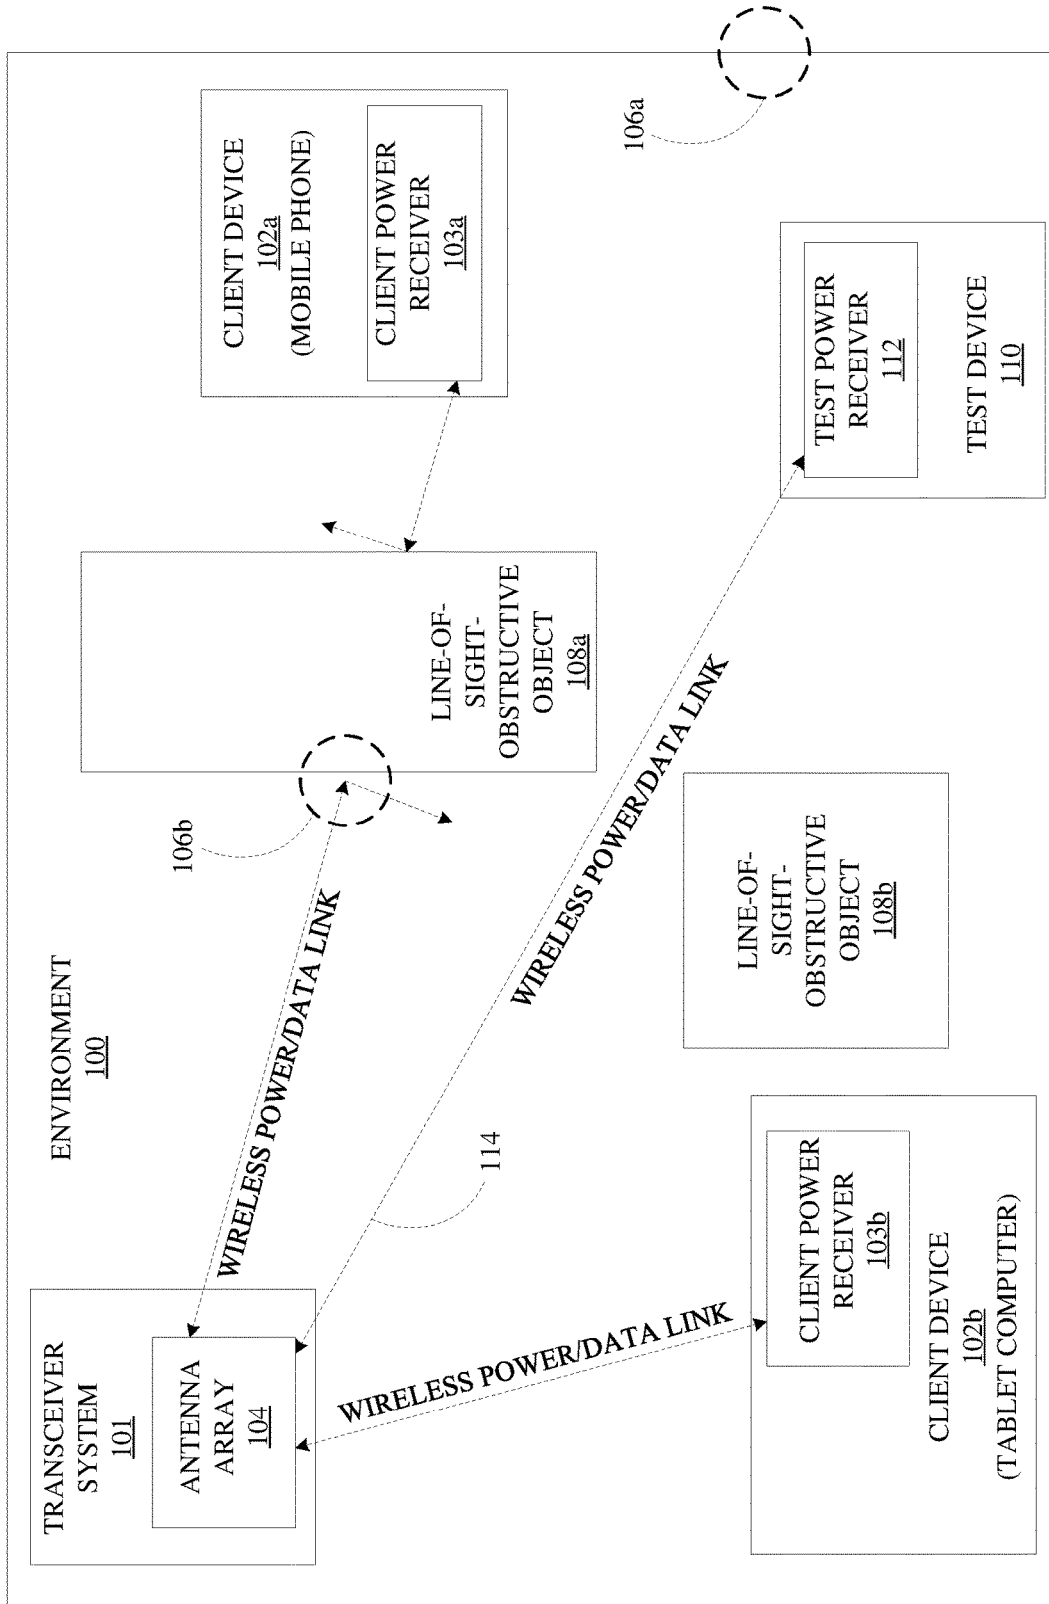 ENVIRONMENT
100
TRANSCEIVER
SYSTEM
101
ANTENNA
ARRAY
104
WIRELESS POWER/DATA LINK
106b
LINE-OF-
SIGHT-
OBSTRUCTIVE
OBJECT
108a
CLIENT DEVICE
102a
(MOBILE PHONE)
CLIENT POWER
RECEIVER
103a
114
WIRELESS POWER/DATA LINK
WIRELESS POWER/DATA LINK
106a
CLIENT POWER
RECEIVER
103b
CLIENT DEVICE
102b
(TABLET COMPUTER)
LINE-OF-
SIGHT-
OBSTRUCTIVE
OBJECT
108b
TEST POWER
RECEIVER
112
TEST DEVICE
110